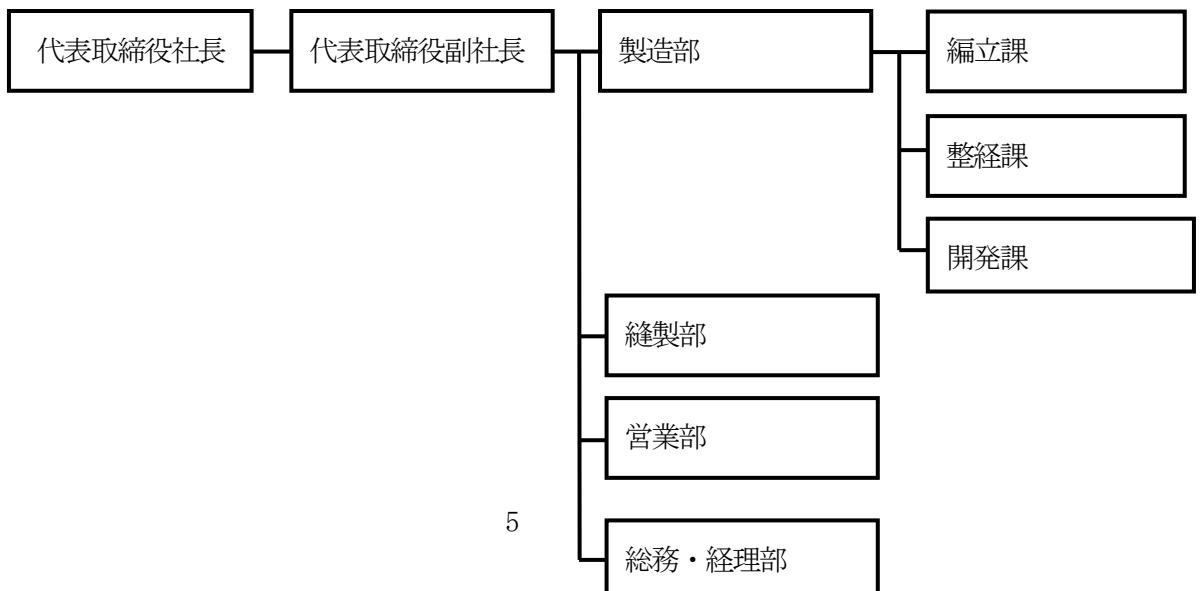 代表取締役社長
代表取締役副社長
製造部
編立課
整経課
開発課
縫製部
営業部
5
総務・経理部